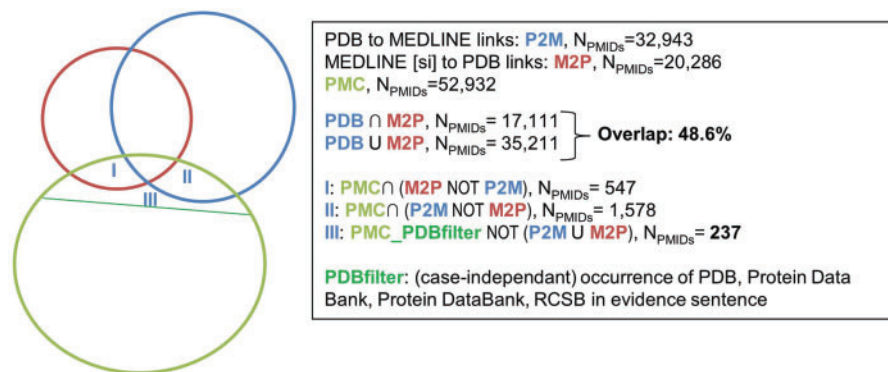 PDB to MEDLINE links: P2M, NPMIDs=32,943
MEDLINE [si] to PDB links: M2P, NPMIDs=20,286
PMC, NPMIDs=52,932
PDB ∩ M2P, NPMIDs= 17,111
PDB U M2P, NPMIDs= 35,211
Overlap: 48.6%
I: PMC∩ (M2P NOT P2M), NPMIDs= 547
II: PMC∩ (P2M NOT M2P), NPMIDs= 1,578
III: PMC_PDBfilter NOT (P2M U M2P), NPMIDs= 237
PDBfilter: (case-independant) occurrence of PDB, Protein Data
Bank, Protein DataBank, RCSB in evidence sentence
I
II
III